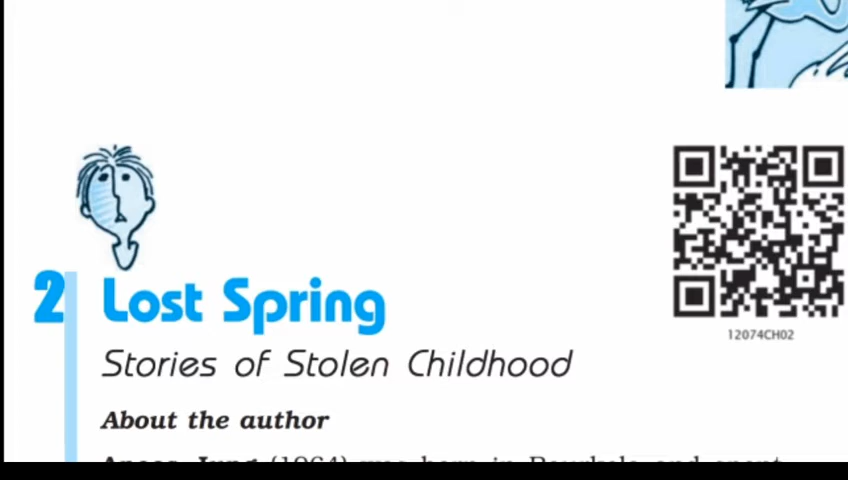 2 Lost Spring
Stories of Stolen Childhood
12074CH02
About the author